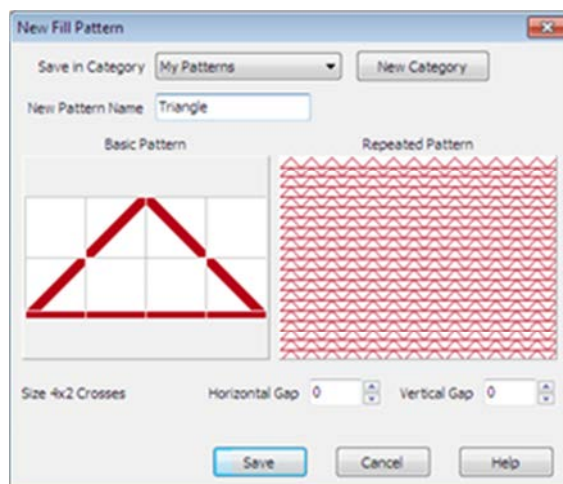 New Fill Pattern
Save in Category My Patterns New Category
New Pattern Name Triangle
Basic Pattern Repeated Pattern
Size 4x2 Crosses Horizontal Gap 0 Vertical Gap 0
Save Cancel Help